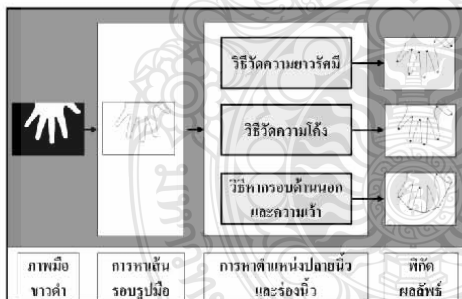 วิธีวัดความยาวรัศมี
วิธีวัดความโค้ง
วิธีหากรอบด้านนอก
และความเว้า
ภาพมือ
ขาวดำ
การหาเส้น
รอบรูปมือ
การหาตำแหน่งปลายนิ้ว
และร่องนิ้ว
พิกัด
ผลลัพธ์